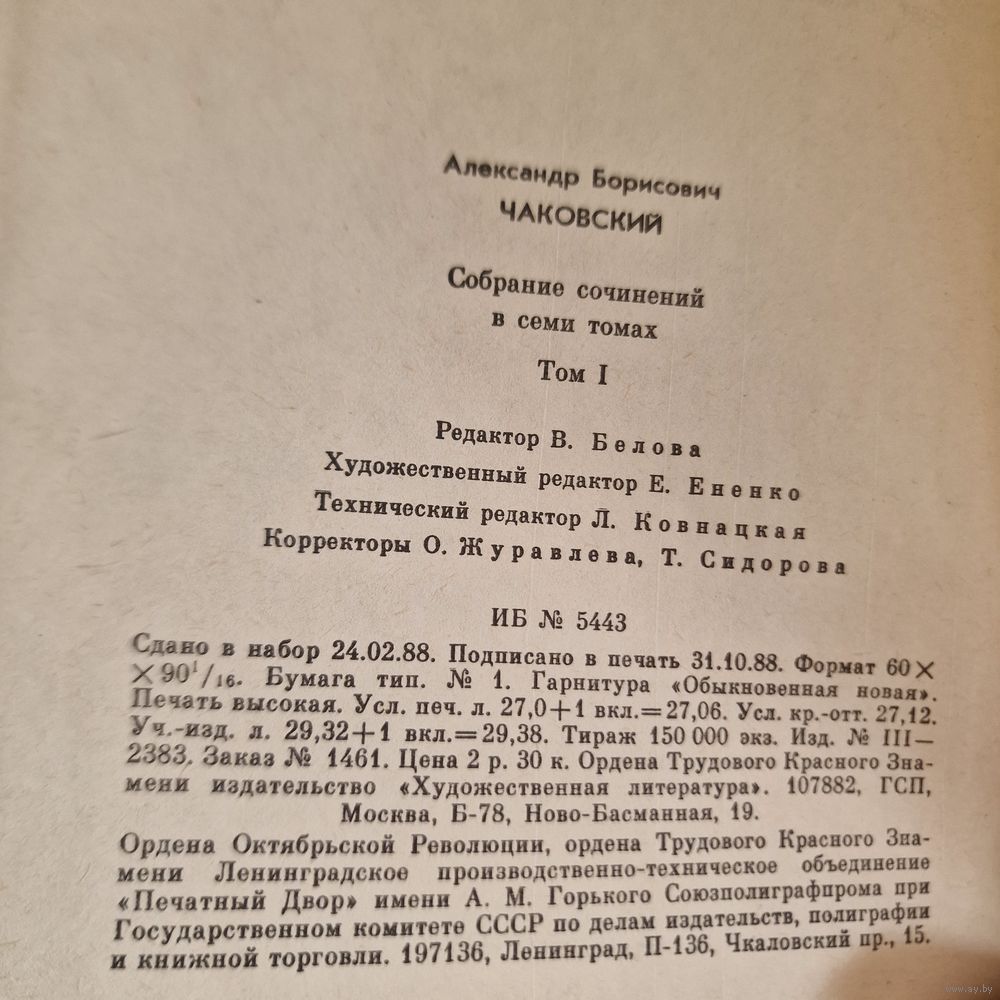 Александр Борисович
ЧАКОВСКИЙ
Собрание сочинений
в семи томах
Том I
Редактор В. Белова
Художественный редактор Е. Ененко
Технический редактор Л. Ковнацкая
Корректоры О. Журавлева, Т. Сидорова
ИБ № 5443
Сдано в набор 24.02.88. Подписано в печать 31.10.88. Формат 60×
×90¹/₁₆. Бумага тип. № 1. Гарнитура «Обыкновенная новая».
Печать высокая. Усл. печ. л. 27,0+1 вкл.=27,06. Усл. кр.-отт. 27,12.
Уч.-изд. л. 29,32+1 вкл.=29,38. Тираж 150 000 экз. Изд. № III—
2383. Заказ № 1461. Цена 2 р. 30 к. Ордена Трудового Красного Зна-
мени издательство «Художественная литература». 107882, ГСП,
Москва, Б-78, Ново-Басманная, 19.
Ордена Октябрьской Революции, ордена Трудового Красного Зна-
мени Ленинградское производственно-техническое объединение
«Печатный Двор» имени А. М. Горького Союзполиграфпрома при
Государственном комитете СССР по делам издательств, полиграфии
и книжной торговли. 197136, Ленинград, П-136, Чкаловский пр., 15.
www.ay.by